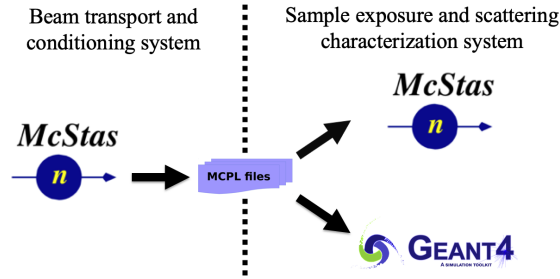 Beam transport and
conditioning system
Sample exposure and scattering
characterization system
McStas
n
MCPL files
McStas
n
GEANT4
A SIMULATION TOOLKIT